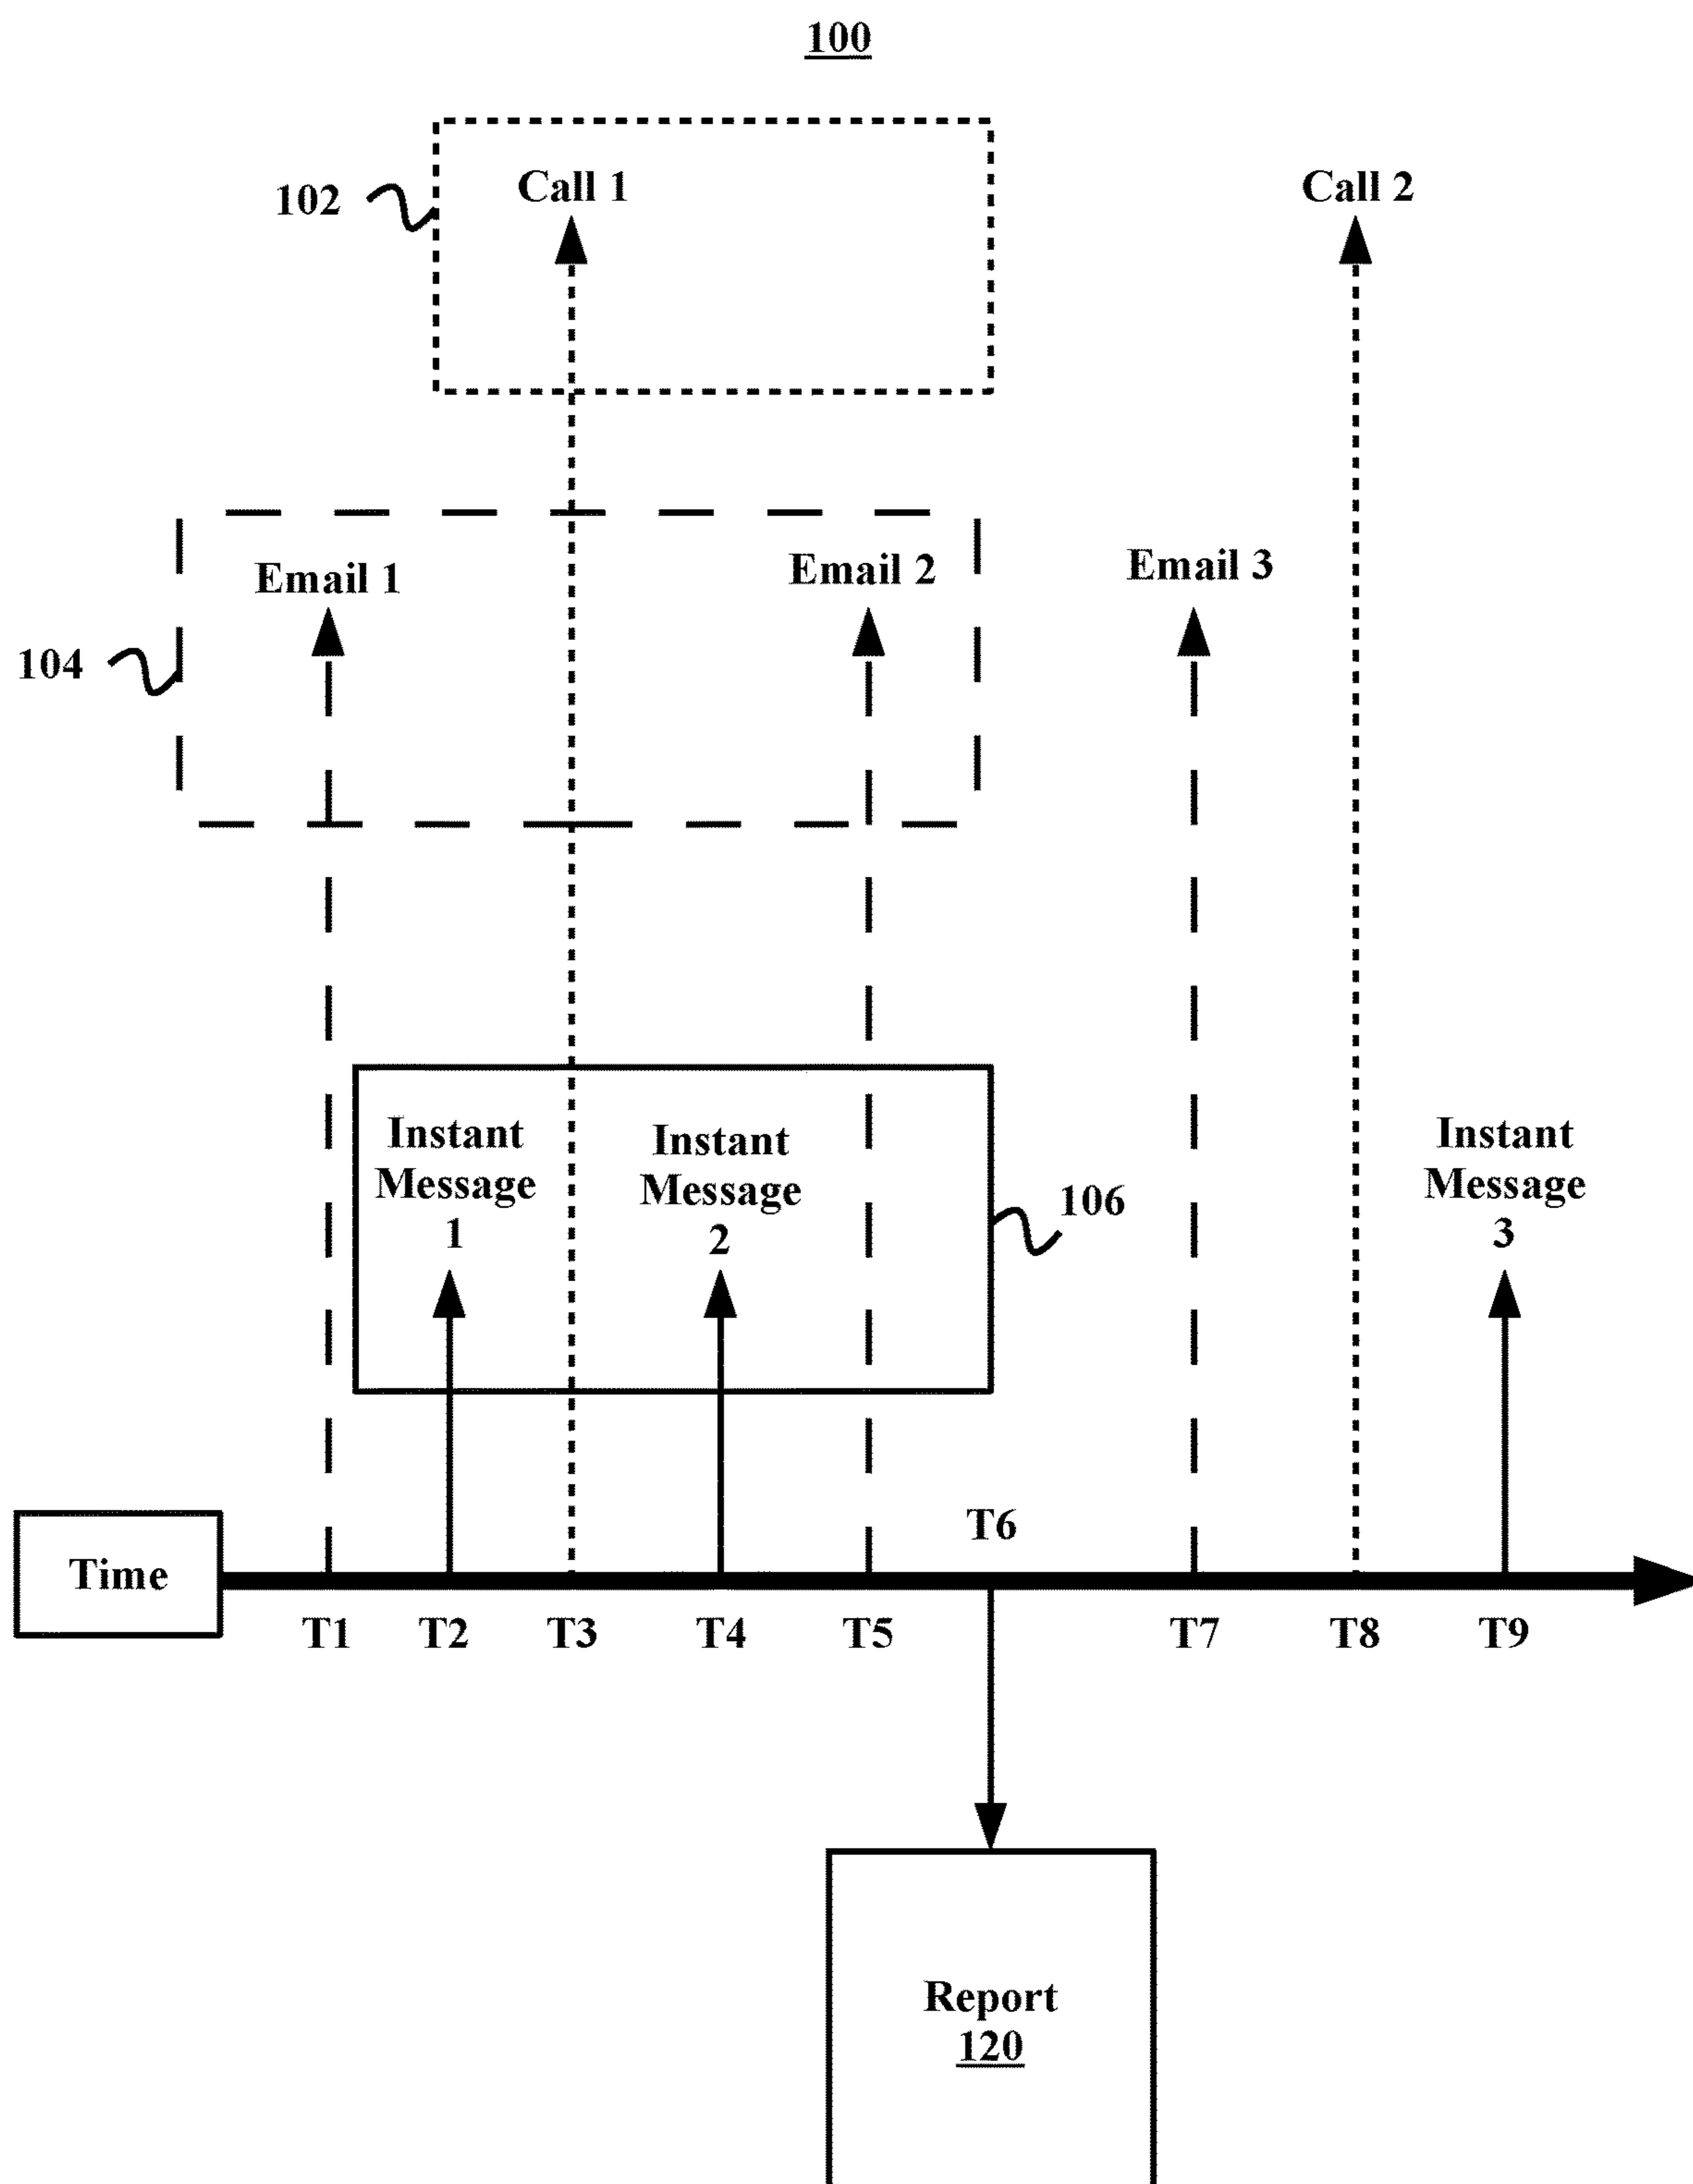 100
102
Call 1
Call 2
104
Email 1
Email 2
Email 3
Instant
Message
1
Instant
Message
2
106
Instant
Message
3
Time
T6
T1
T2
T3
T4
T5
T7
T8
T9
Report
120